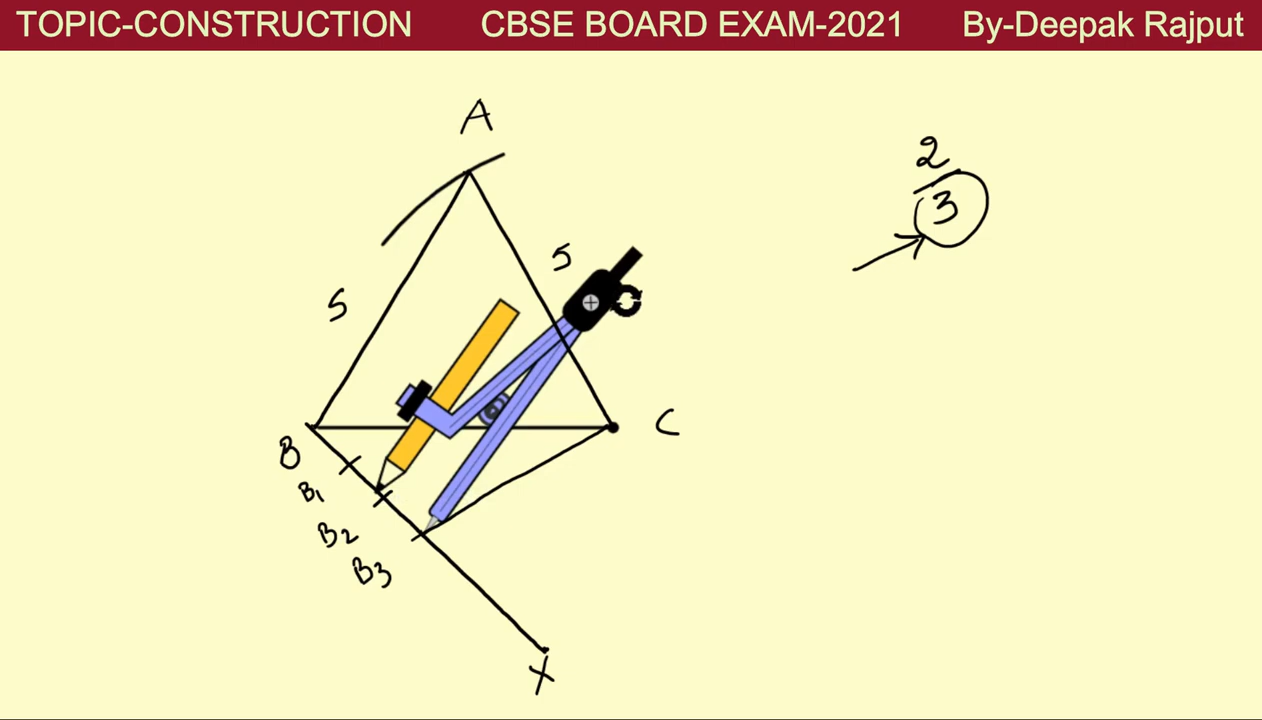 TOPIC-CONSTRUCTION CBSE BOARD EXAM-2021 By-Deepak Rajput
A
2
3
5
5
B
C
B1
B2
B3
X